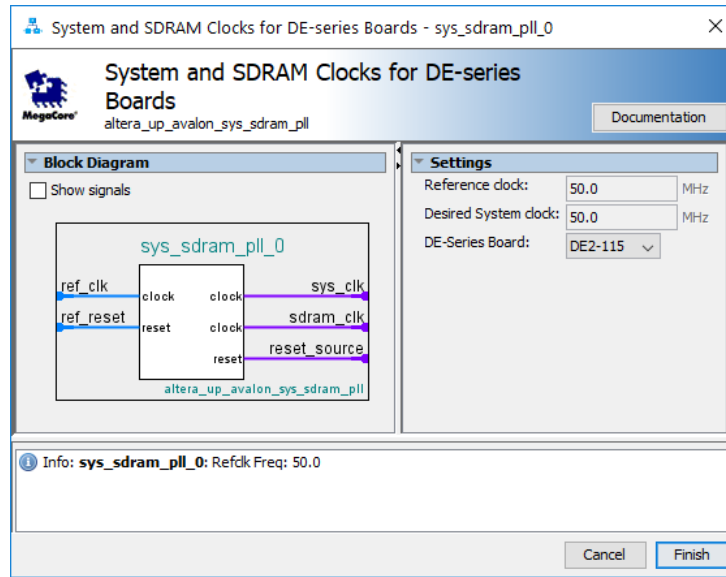 System and SDRAM Clocks for DE-series Boards - sys_sdram_pll_0
System and SDRAM Clocks for DE-series
Boards
MegaCore®
altera_up_avalon_sys_sdram_pll
Documentation
Block Diagram
Show signals
sys_sdram_pll_0
ref_clk
clock
clock
sys_clk
ref_reset
reset
clock
sdram_clk
reset
reset_source
altera_up_avalon_sys_sdram_pll
Settings
Reference clock: 50.0 MHz
Desired System clock: 50.0 MHz
DE-Series Board: DE2-115
Info: sys_sdram_pll_0: Refclk Freq: 50.0
Cancel
Finish